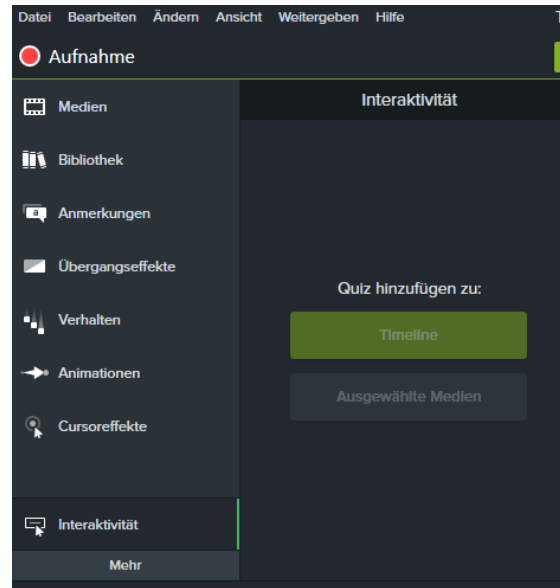 Datei Bearbeiten Ändern Ansicht Weitergeben Hilfe
Aufnahme
Interaktivität
Medien
Bibliothek
a
Anmerkungen
Übergangseffekte
Verhalten
Animationen
Cursoreffekte
Interaktivität
Mehr
Quiz hinzufügen zu:
Timeline
Ausgewählte Medien